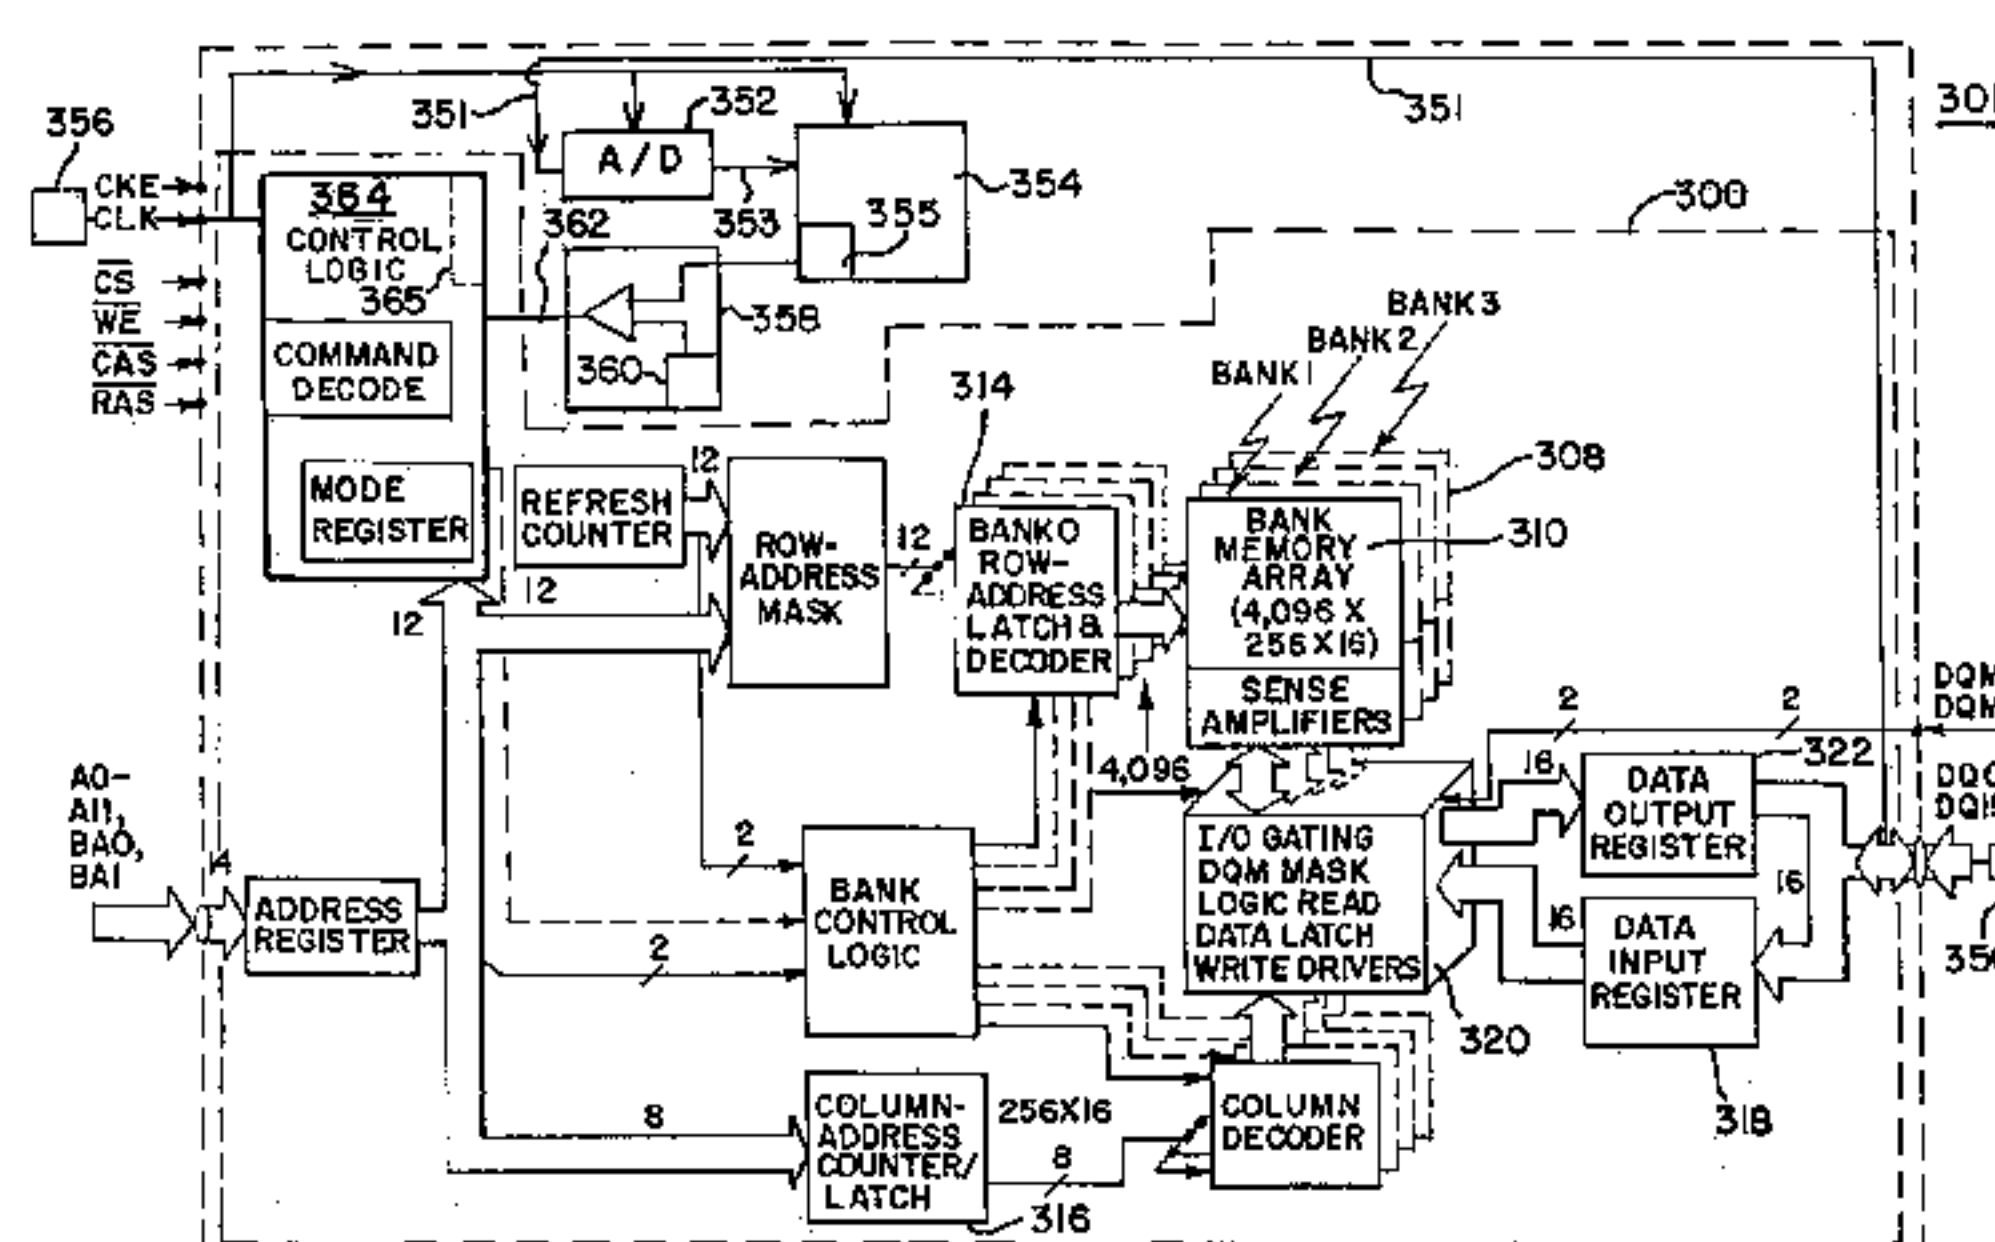 356
CKE
CLK
CS
WE
CAS
RAS
364
CONTROL
LOGIC
365
COMMAND
DECODE
MODE
REGISTER
351
352
A/D
353
354
355
362
358
360
351
301
300
BANK 1
BANK 2
BANK 3
308
310
314
REFRESH
COUNTER
12
12
12
ROW-
ADDRESS
MASK
12
BANK 0
ROW-
ADDRESS
LATCH &
DECODER
BANK
MEMORY
ARRAY
(4,096 X
256 X 16)
SENSE
AMPLIFIERS
4,096
2
2
DQM
DQM
322
16
DATA
OUTPUT
REGISTER
16
16
DATA
INPUT
REGISTER
318
I/O GATING
DQM MASK
LOGIC READ
DATA LATCH
WRITE DRIVERS
320
A0-
A11,
BA0,
BA1
14
ADDRESS
REGISTER
2
2
BANK
CONTROL
LOGIC
8
COLUMN-
ADDRESS
COUNTER/
LATCH
316
256X16
8
COLUMN
DECODER